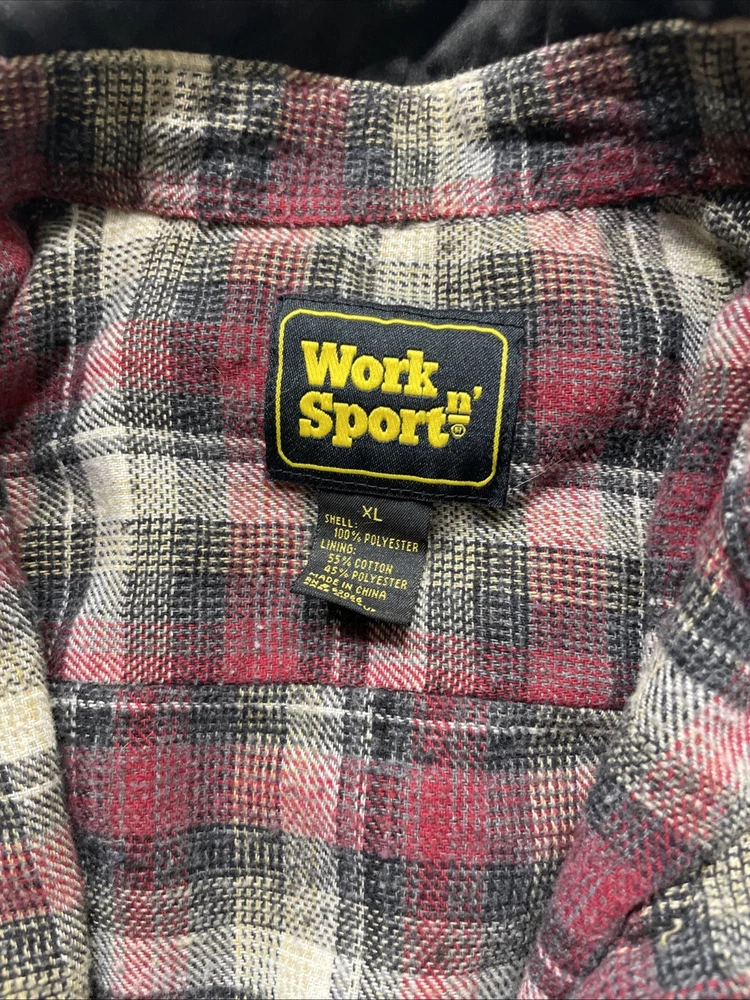 Work n'
Sport®
XL
SHELL:
100% POLYESTER
LINING:
55% COTTON
45% POLYESTER
MADE IN CHINA